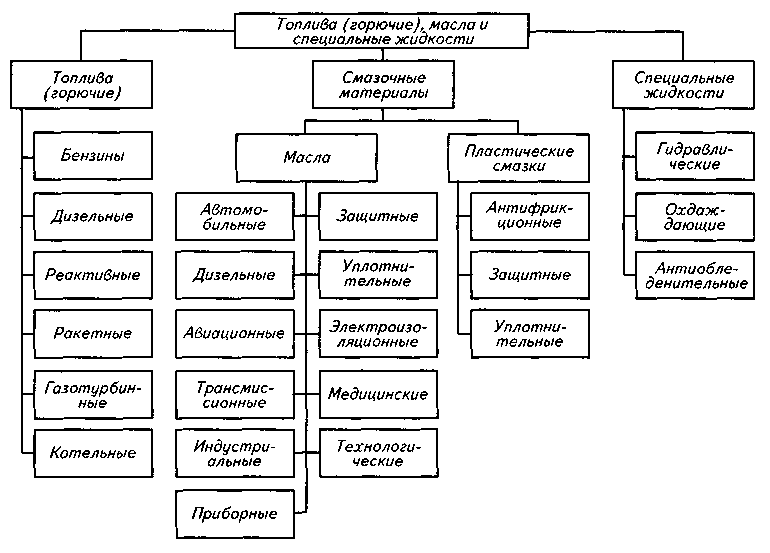 Топлива (горючие), масла и
специальные жидкости
Топлива
(горючие)
Смазочные
материалы
Специальные
жидкости
Бензины
Дизельные
Реактивные
Ракетные
Газотурбин-
ные
Котельные
Масла
Автомо-
бильные
Дизельные
Авиационные
Трансмис-
сионные
Индустри-
альные
Приборные
Защитные
Уплотни-
тельные
Электроизо-
ляционные
Медицинские
Технологи-
ческие
Пластические
смазки
Антифрик-
ционные
Защитные
Уплотни-
тельные
Гидравли-
ческие
Охдаж-
дающие
Антиобле-
денительные